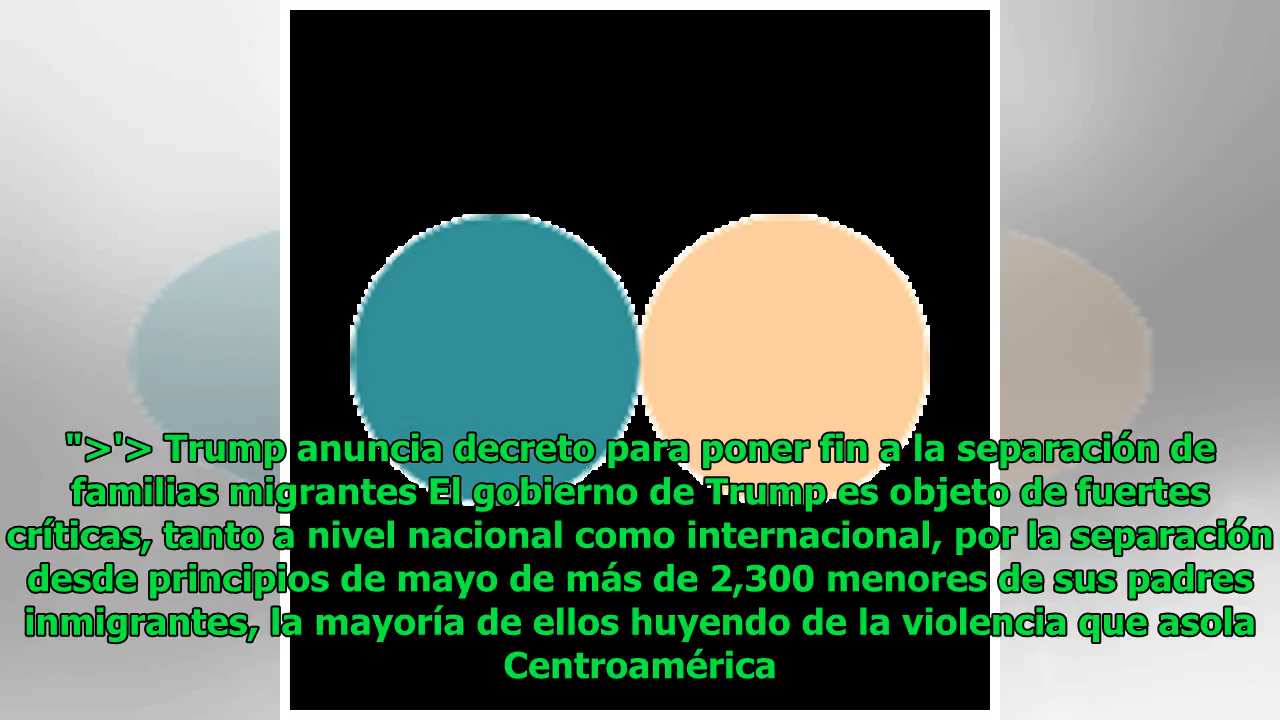 ">'> Trump anuncia decreto para poner fin a la separación de
familias migrantes El gobierno de Trump es objeto de fuertes
críticas, tanto a nivel nacional como internacional, por la separación
desde principios de mayo de más de 2,300 menores de sus padres
inmigrantes, la mayoría de ellos huyendo de la violencia que asola
Centroamérica